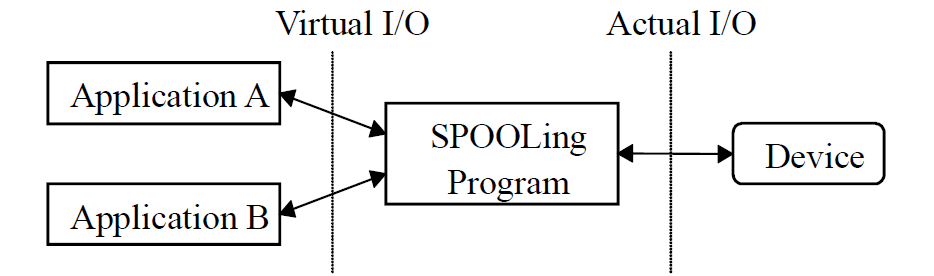 Virtual I/O
Actual I/O
Application A
SPOOLing
Program
Device
Application B